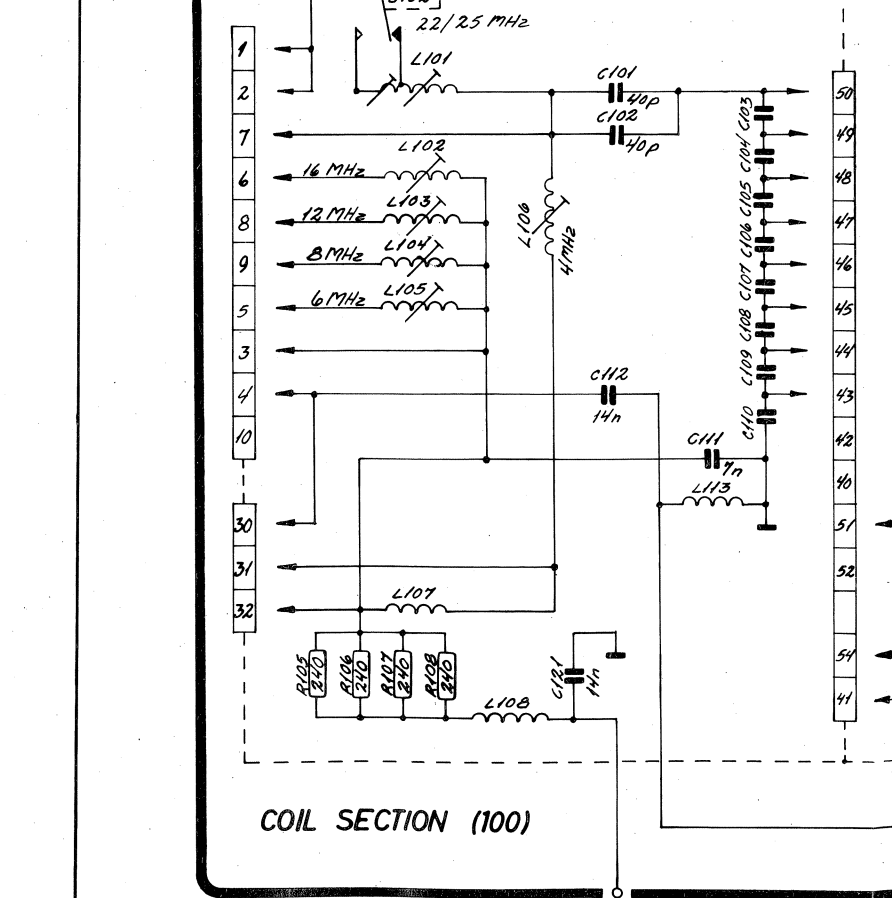 22/25 MHz
L101
C101
40p
C102
40p
L102
16 MHz
L103
12 MHz
L104
8 MHz
L105
6 MHz
L106
4 MHz
C103
C104
C105
C106
C107
C108
C109
C110
C112
14n
C111
7n
L113
L107
R105
240
R106
240
R107
240
R108
240
L108
C121
14n
1
2
7
6
8
9
5
3
4
10
30
31
32
50
49
48
47
46
45
44
43
42
40
51
52
54
41
COIL SECTION (100)